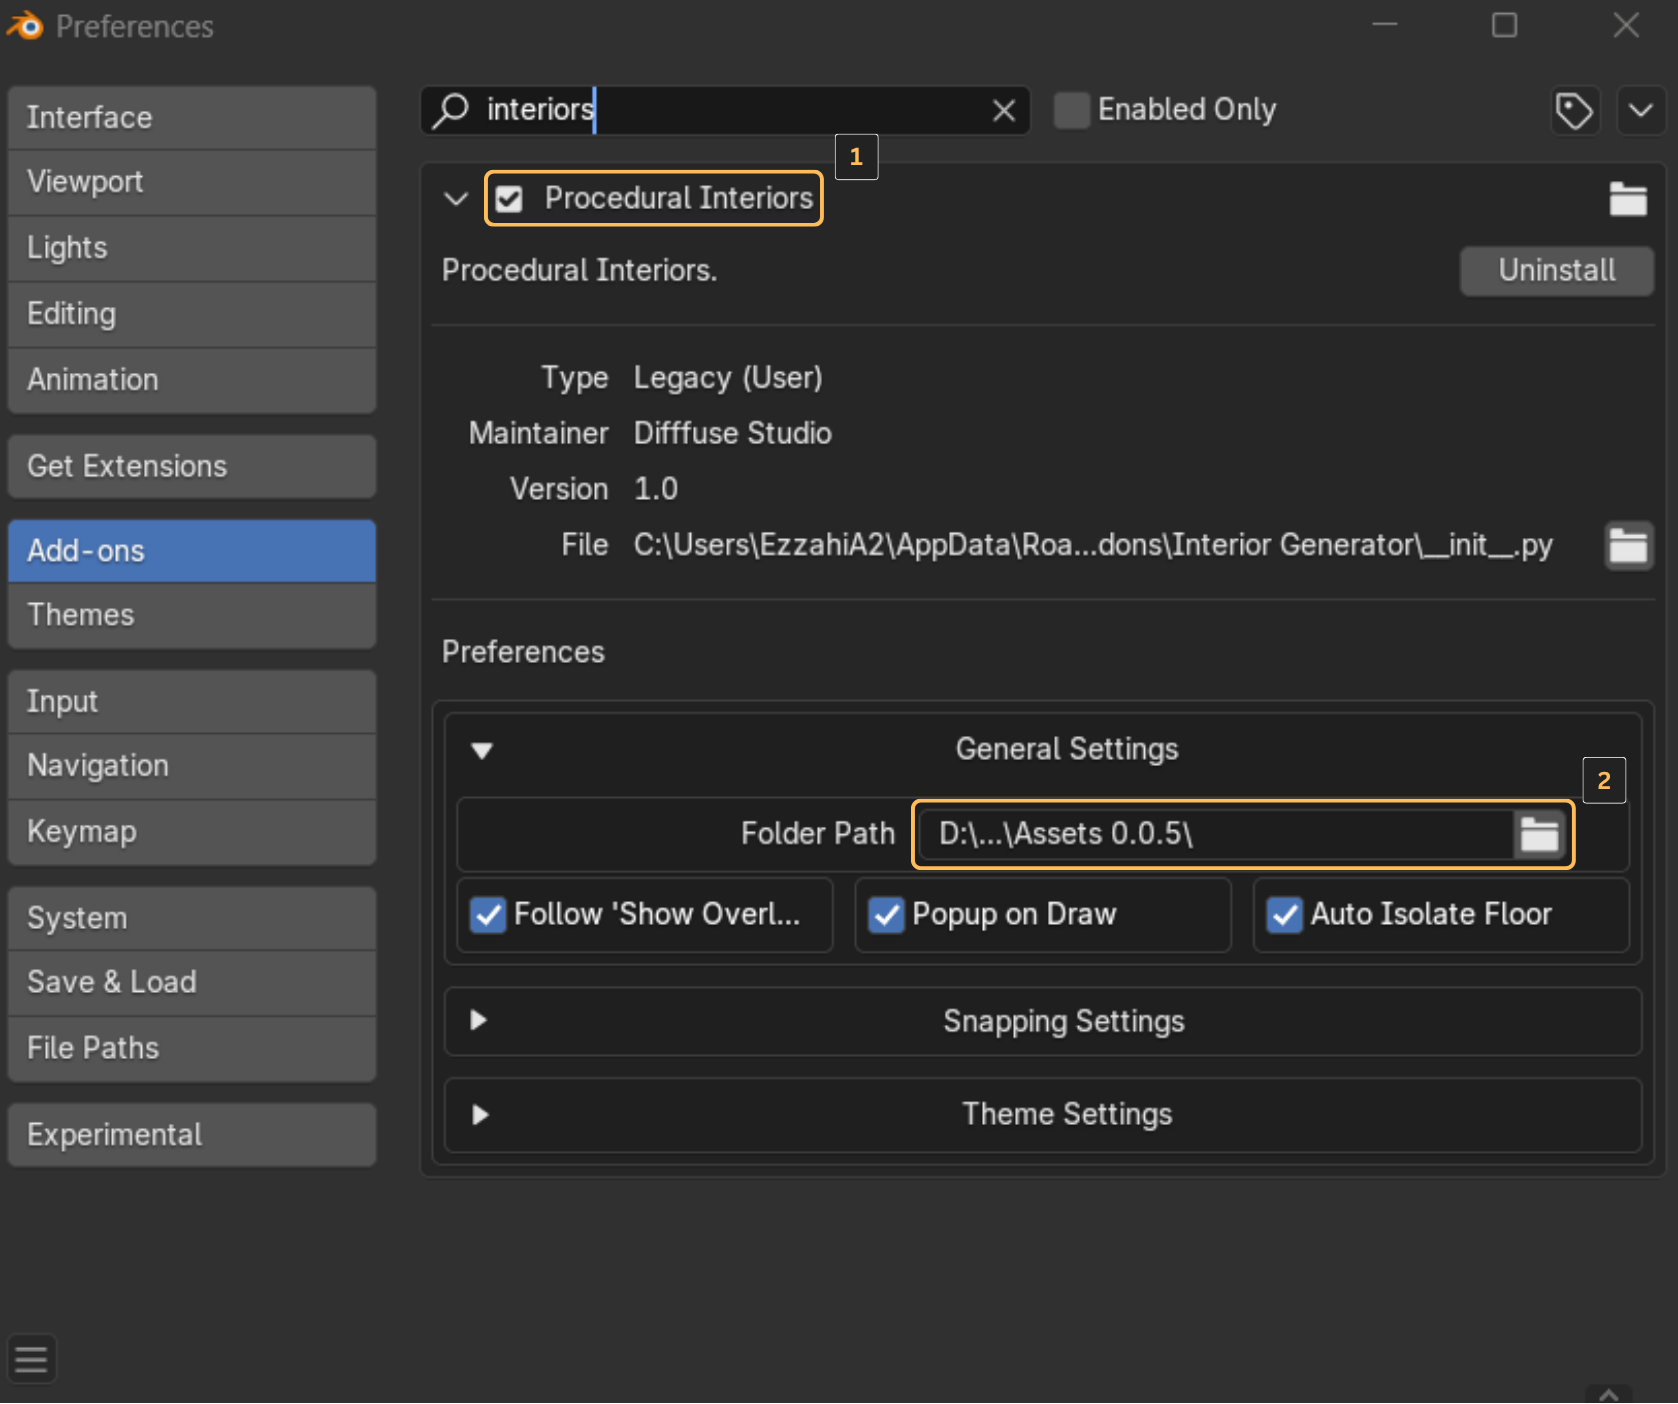 Preferences
Interface
Viewport
Lights
Editing
Animation
Get Extensions
Add-ons
Themes
Input
Navigation
Keymap
System
Save & Load
File Paths
Experimental
interiors
Enabled Only
1
Procedural Interiors
Procedural Interiors.
Uninstall
Type Legacy (User)
Maintainer Difffuse Studio
Version 1.0
File C:\Users\EzzahiA2\AppData\Roa...dons\Interior Generator\__init__.py
Preferences
General Settings
2
Folder Path D:\...\Assets 0.0.5\
Follow 'Show Overl... Popup on Draw Auto Isolate Floor
Snapping Settings
Theme Settings